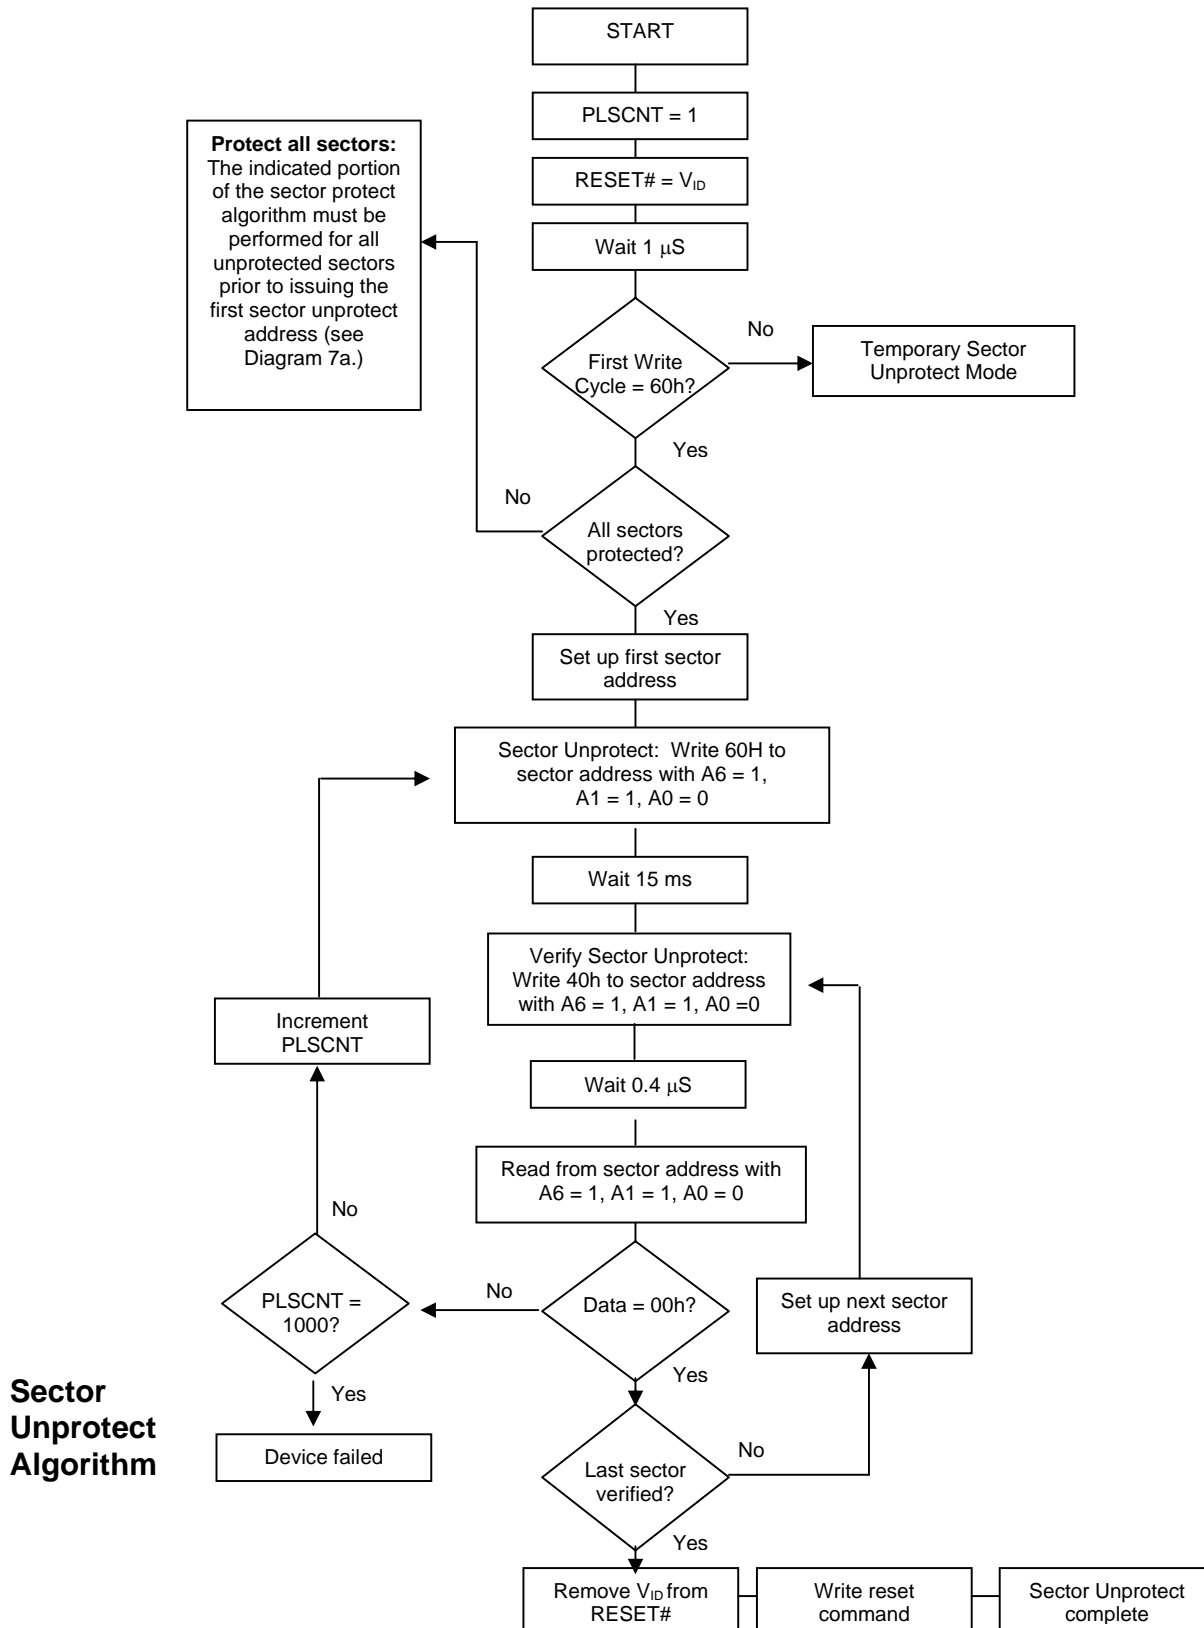 START
PLSCNT = 1
RESET# = VID
Wait 1 μS
Protect all sectors:
The indicated portion
of the sector protect
algorithm must be
performed for all
unprotected sectors
prior to issuing the
first sector unprotect
address (see
Diagram 7a.)
First Write
Cycle = 60h?
No
Temporary Sector
Unprotect Mode
Yes
No
All sectors
protected?
Yes
Set up first sector
address
Sector Unprotect: Write 60H to
sector address with A6 = 1,
A1 = 1, A0 = 0
Wait 15 ms
Verify Sector Unprotect:
Write 40h to sector address
with A6 = 1, A1 = 1, A0 =0
Increment
PLSCNT
Wait 0.4 μS
Read from sector address with
A6 = 1, A1 = 1, A0 = 0
No
PLSCNT =
1000?
No
Data = 00h?
Set up next sector
address
Yes
Yes
Device failed
Sector
Unprotect
Algorithm
Last sector
verified?
No
Yes
Remove VID from
RESET#
Write reset
command
Sector Unprotect
complete